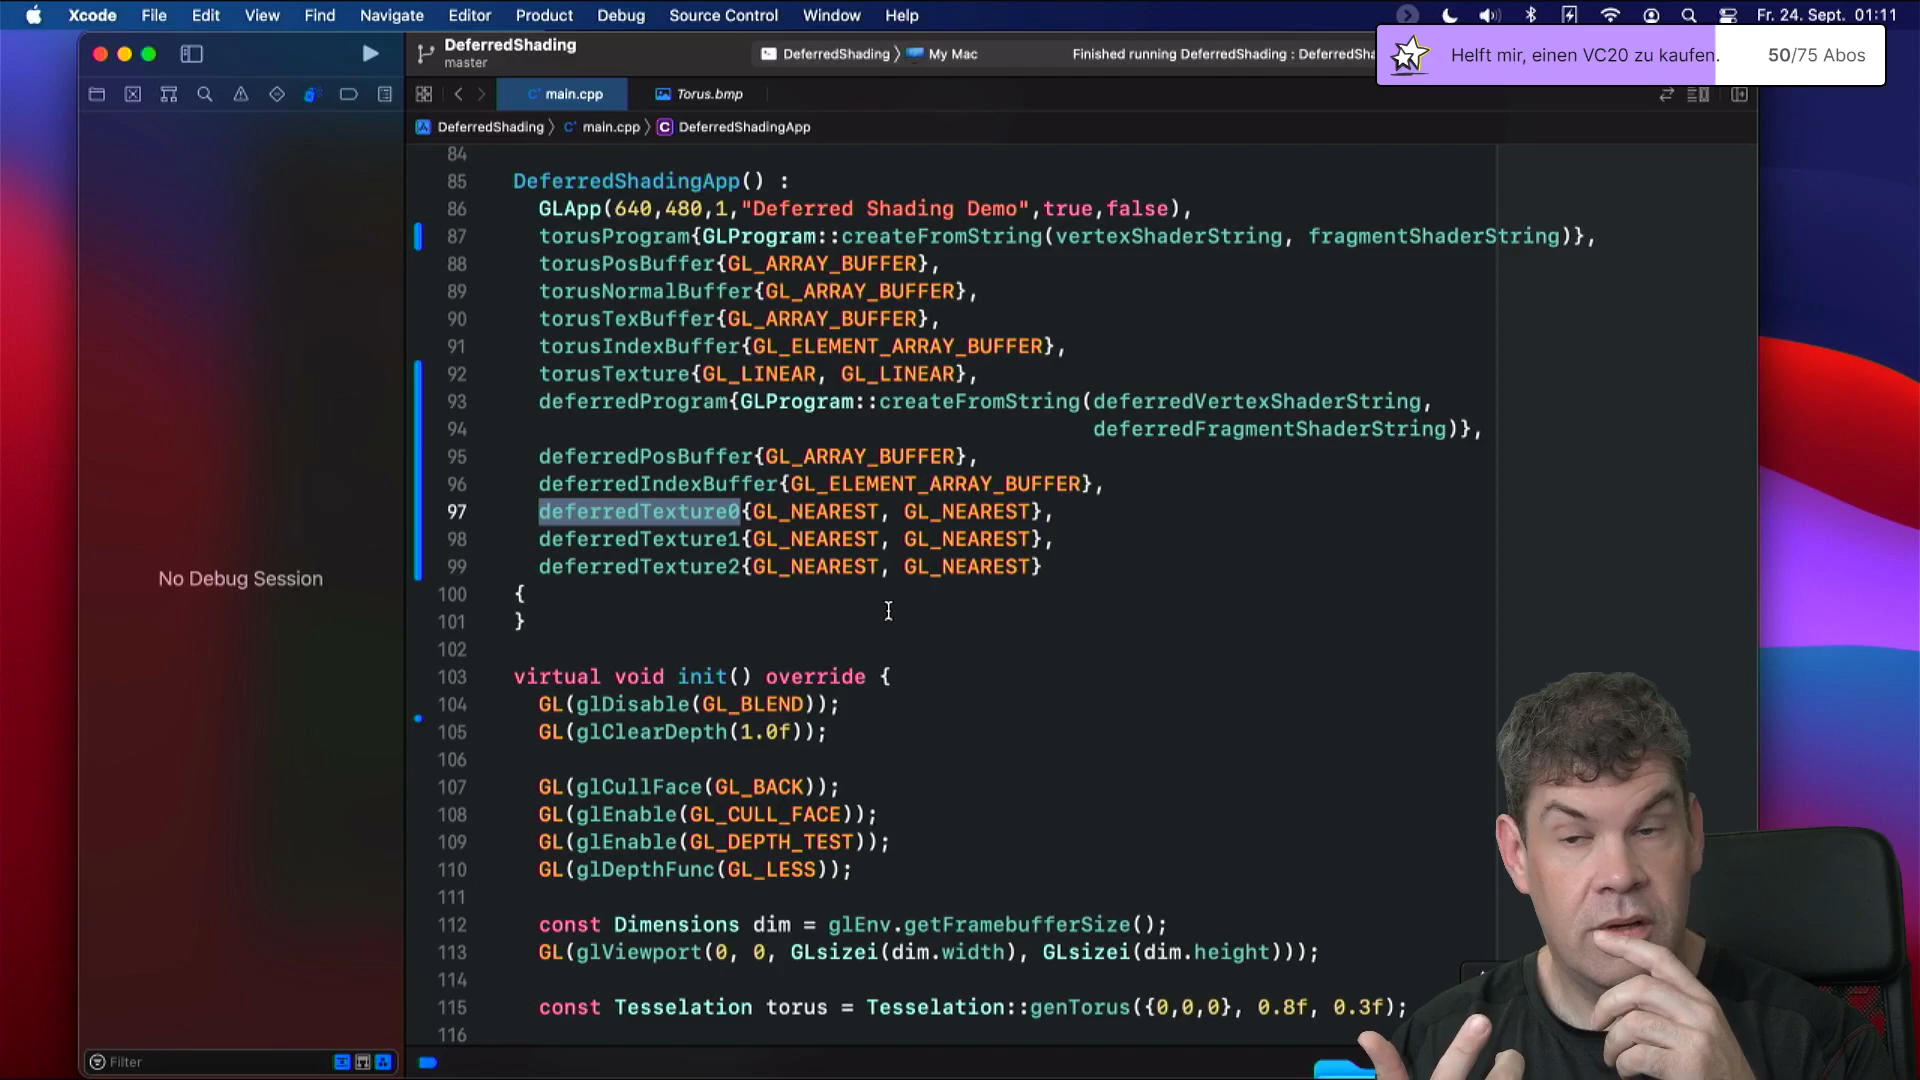 Xcode File Edit View Find Navigate Editor Product Debug Source Control Window Help Fr. 24. Sept. 01:11
Helft mir, einen VC20 zu kaufen. 50/75 Abos
DeferredShading
master
DeferredShading 〉 My Mac
Finished running DeferredShading :
main.cpp
Torus.bmp
DeferredShading 〉 main.cpp 〉 C DeferredShadingApp
84
85 DeferredShadingApp() :
86 GLApp(640,480,1,"Deferred Shading Demo",true,false),
87 torusProgram{GLProgram::createFromString(vertexShaderString, fragmentShaderString)},
88 torusPosBuffer{GL_ARRAY_BUFFER},
89 torusNormalBuffer{GL_ARRAY_BUFFER},
90 torusTexBuffer{GL_ARRAY_BUFFER},
91 torusIndexBuffer{GL_ELEMENT_ARRAY_BUFFER},
92 torusTexture{GL_LINEAR, GL_LINEAR},
93 deferredProgram{GLProgram::createFromString(deferredVertexShaderString,
94 deferredFragmentShaderString)},
95 deferredPosBuffer{GL_ARRAY_BUFFER},
96 deferredIndexBuffer{GL_ELEMENT_ARRAY_BUFFER},
97 deferredTexture0{GL_NEAREST, GL_NEAREST},
98 deferredTexture1{GL_NEAREST, GL_NEAREST},
99 deferredTexture2{GL_NEAREST, GL_NEAREST}
100 {
101 }
102
103 virtual void init() override {
104 GL(glDisable(GL_BLEND));
105 GL(glClearDepth(1.0f));
106
107 GL(glCullFace(GL_BACK));
108 GL(glEnable(GL_CULL_FACE));
109 GL(glEnable(GL_DEPTH_TEST));
110 GL(glDepthFunc(GL_LESS));
111
112 const Dimensions dim = glEnv.getFramebufferSize();
113 GL(glViewport(0, 0, GLsizei(dim.width), GLsizei(dim.height)));
114
115 const Tesselation torus = Tesselation::genTorus({0,0,0}, 0.8f, 0.3f);
116
No Debug Session
Filter